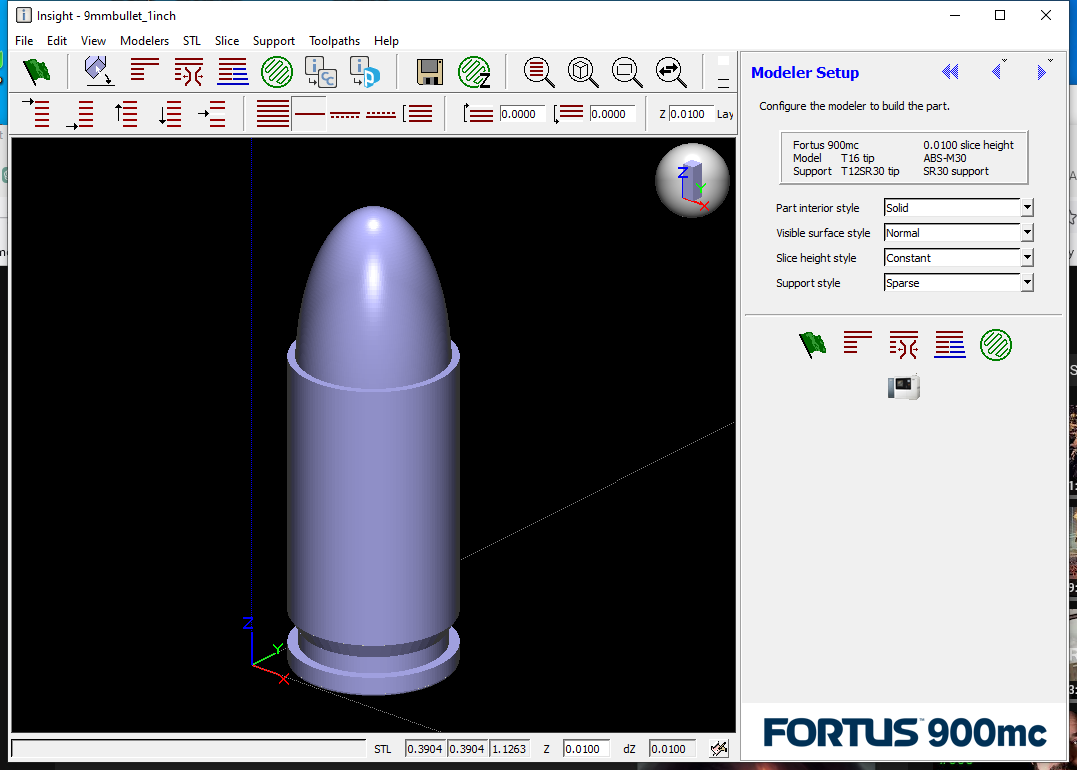 Insight - 9mmbullet_1inch
File Edit View Modelers STL Slice Support Toolpaths Help
0.0000 0.0000 Z 0.0100 Lay
Z
Y
X
Z
Y
X
STL 0.3904 0.3904 1.1263 Z 0.0100 dZ 0.0100
Modeler Setup
Configure the modeler to build the part.
Fortus 900mc 0.0100 slice height
Model T16 tip ABS-M30
Support T12SR30 tip SR30 support
Part interior style Solid
Visible surface style Normal
Slice height style Constant
Support style Sparse
FORTUS 900mc